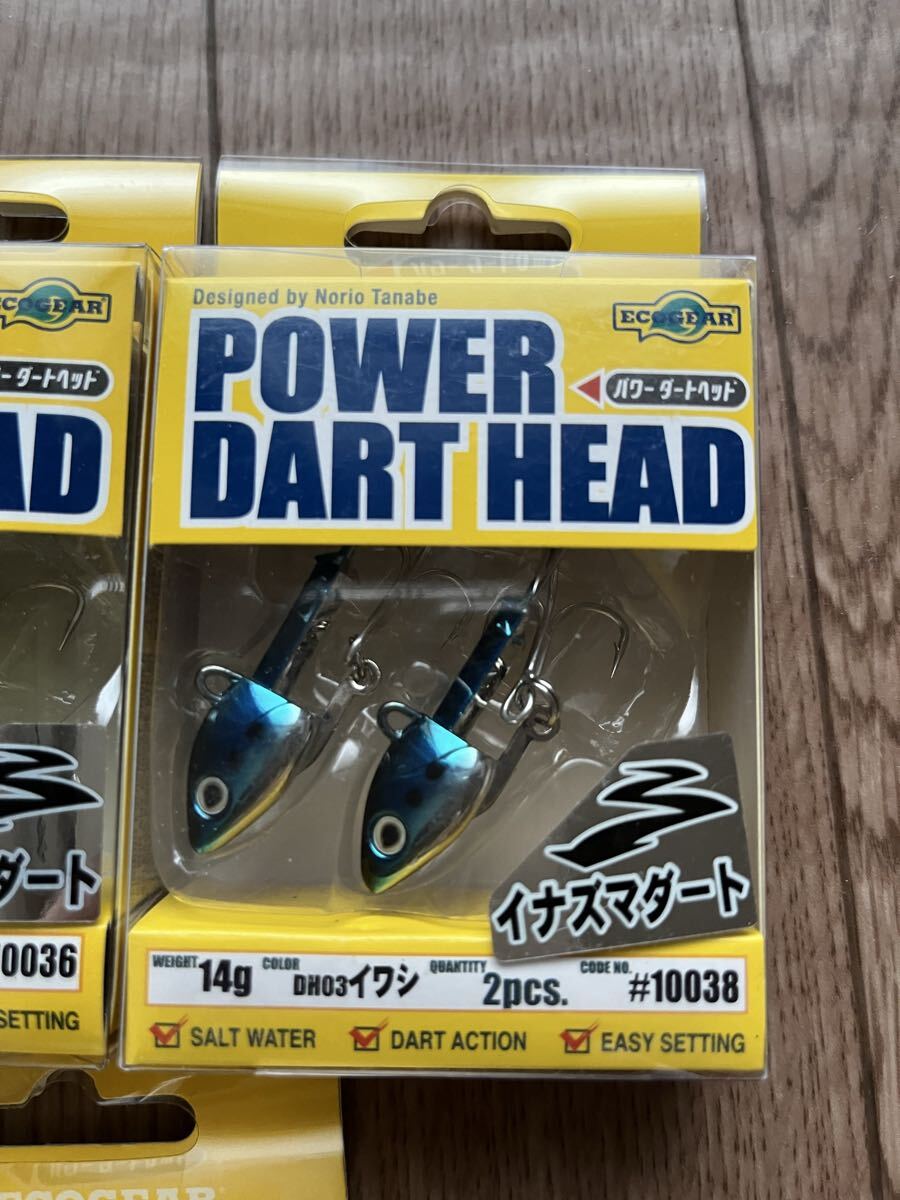 Designed by Norio Tanabe
ECOGEAR
POWER
パワーダートヘッド
DART HEAD
イナズマダート
WEIGHT 14g COLOR DH03イワシ QUANTITY 2pcs. CODE NO. #10038
SALT WATER DART ACTION EASY SETTING
ECOGEAR
ーダートヘッド
AD
ダート
10036
SETTING
ECOGEAR